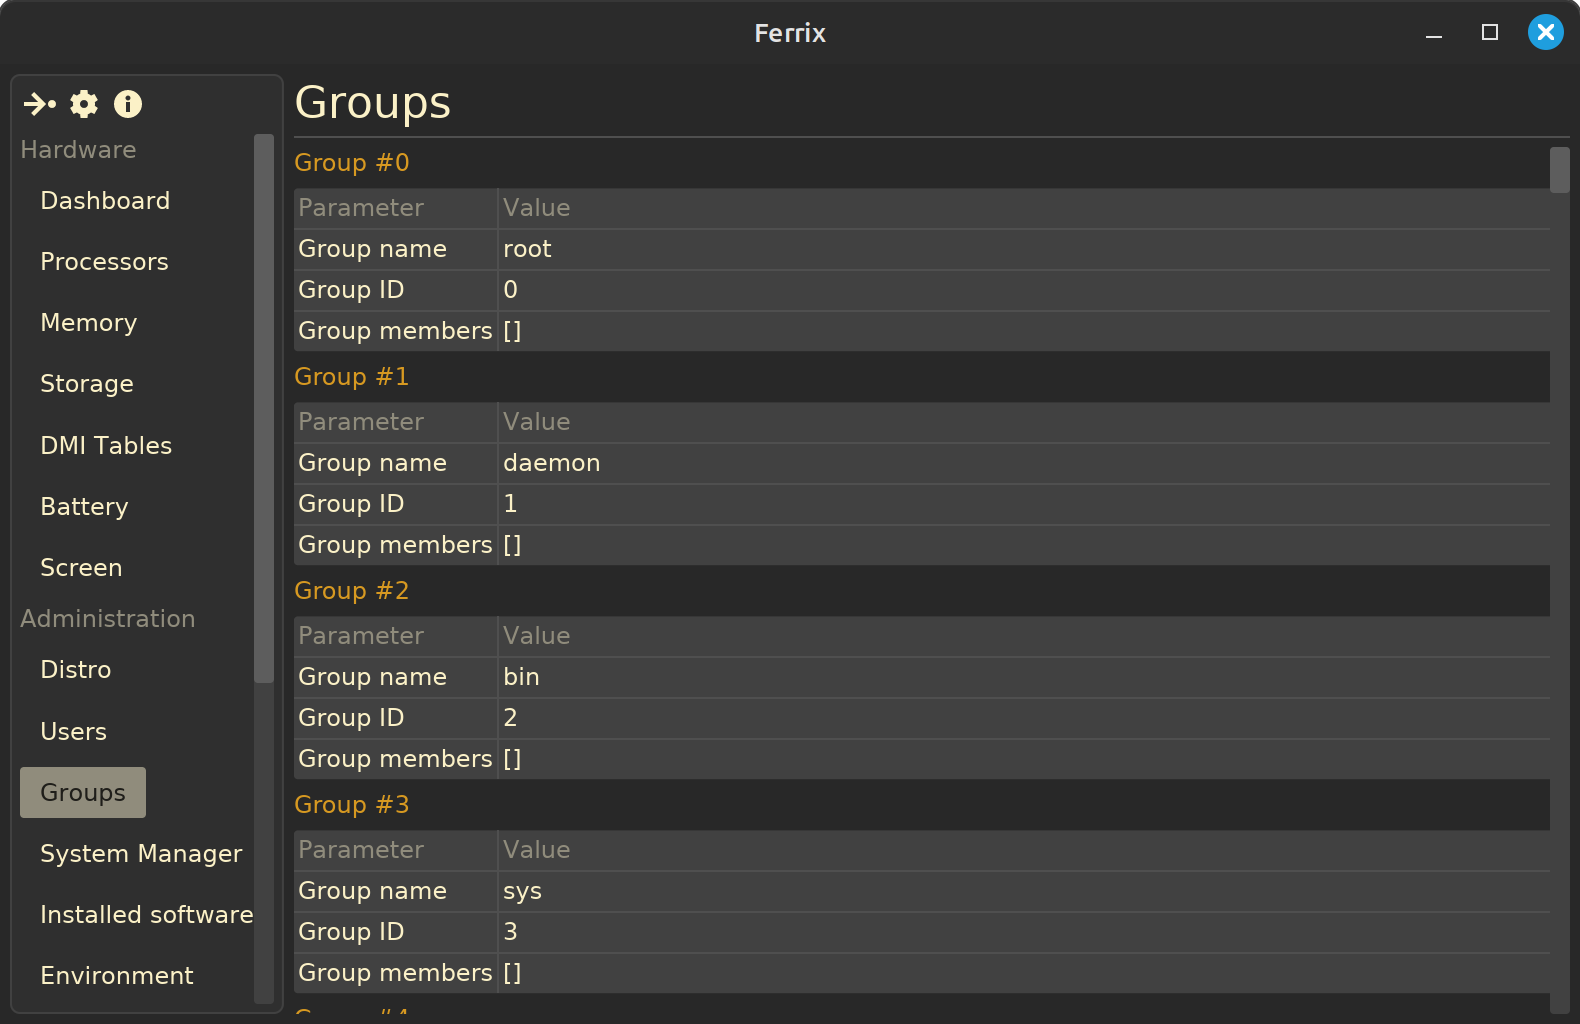 Ferrix
Hardware
Dashboard
Processors
Memory
Storage
DMI Tables
Battery
Screen
Administration
Distro
Users
Groups
System Manager
Installed software
Environment
Groups
Group #0
Parameter Value
Group name root
Group ID 0
Group members []
Group #1
Parameter Value
Group name daemon
Group ID 1
Group members []
Group #2
Parameter Value
Group name bin
Group ID 2
Group members []
Group #3
Parameter Value
Group name sys
Group ID 3
Group members []
Group #4